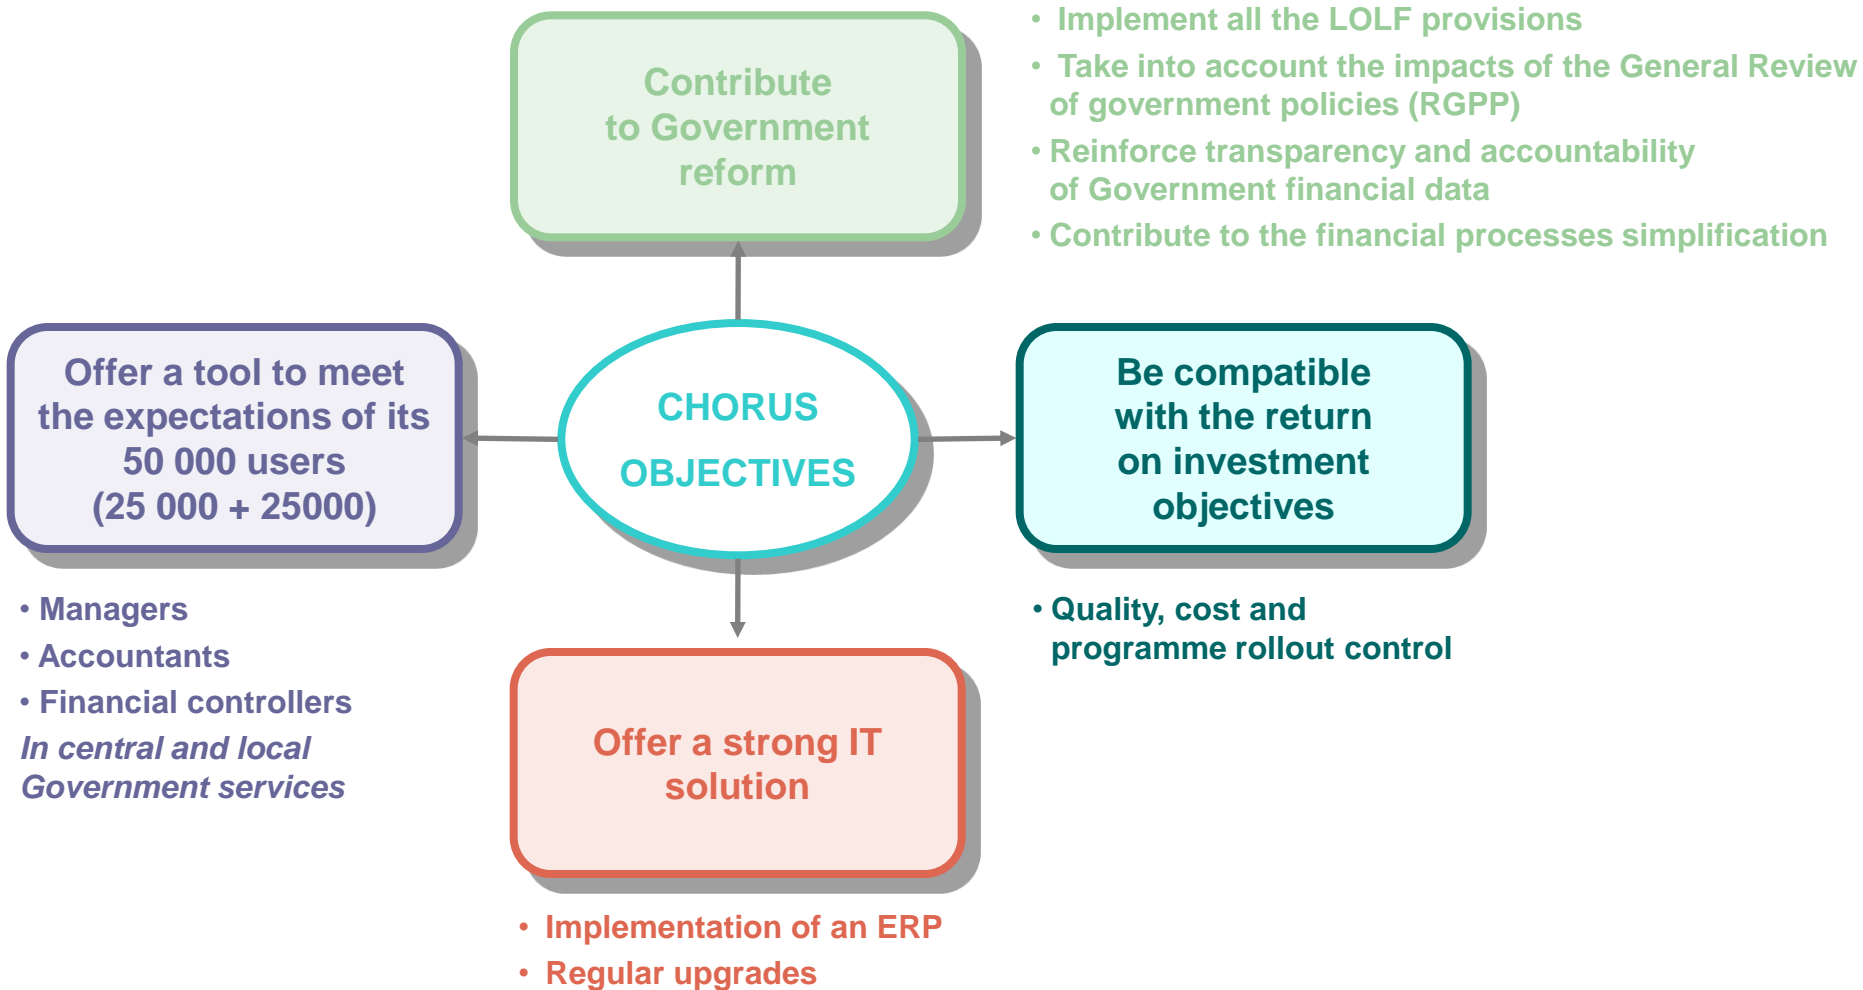 Contribute
to Government
reform
• Implement all the LOLF provisions
• Take into account the impacts of the General Review
of government policies (RGPP)
• Reinforce transparency and accountability
of Government financial data
• Contribute to the financial processes simplification
Offer a tool to meet
the expectations of its
50 000 users
(25 000 + 25000)
CHORUS
OBJECTIVES
Be compatible
with the return
on investment
objectives
• Managers
• Accountants
• Financial controllers
In central and local
Government services
• Quality, cost and
programme rollout control
Offer a strong IT
solution
• Implementation of an ERP
• Regular upgrades